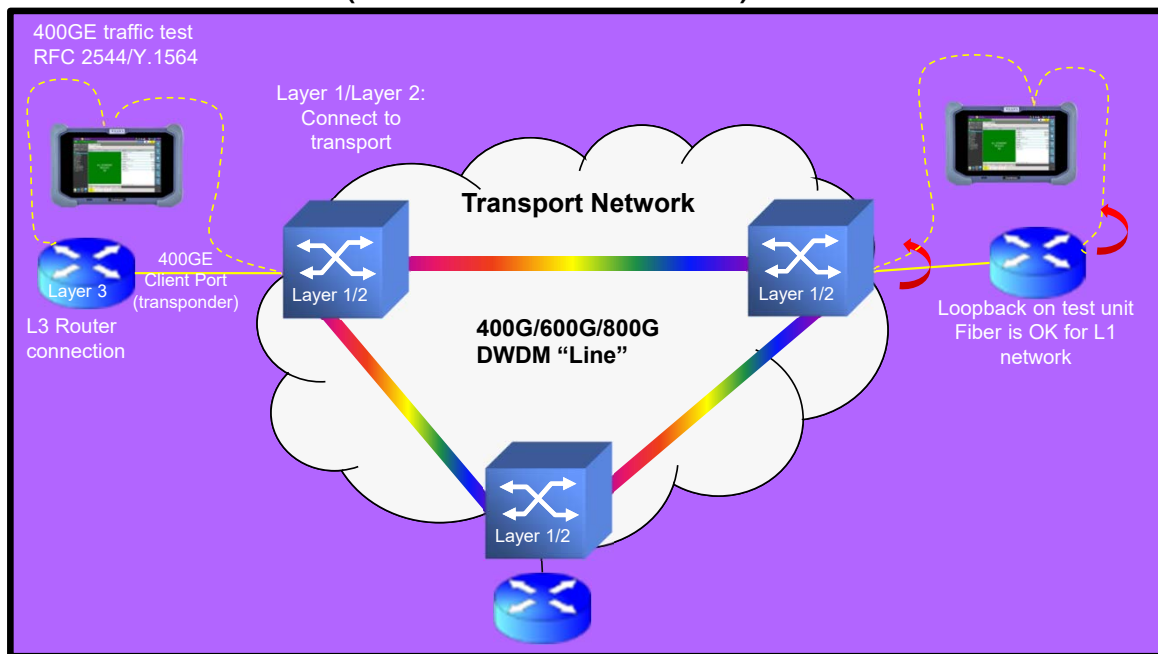 400GE traffic test
RFC 2544/Y.1564
Layer 1/Layer 2:
Connect to
transport
Transport Network
400GE
Client Port
(transponder)
Layer 3
L3 Router
connection
Layer 1/2
Layer 1/2
400G/600G/800G
DWDM “Line”
Loopback on test unit
Fiber is OK for L1
network
Layer 1/2